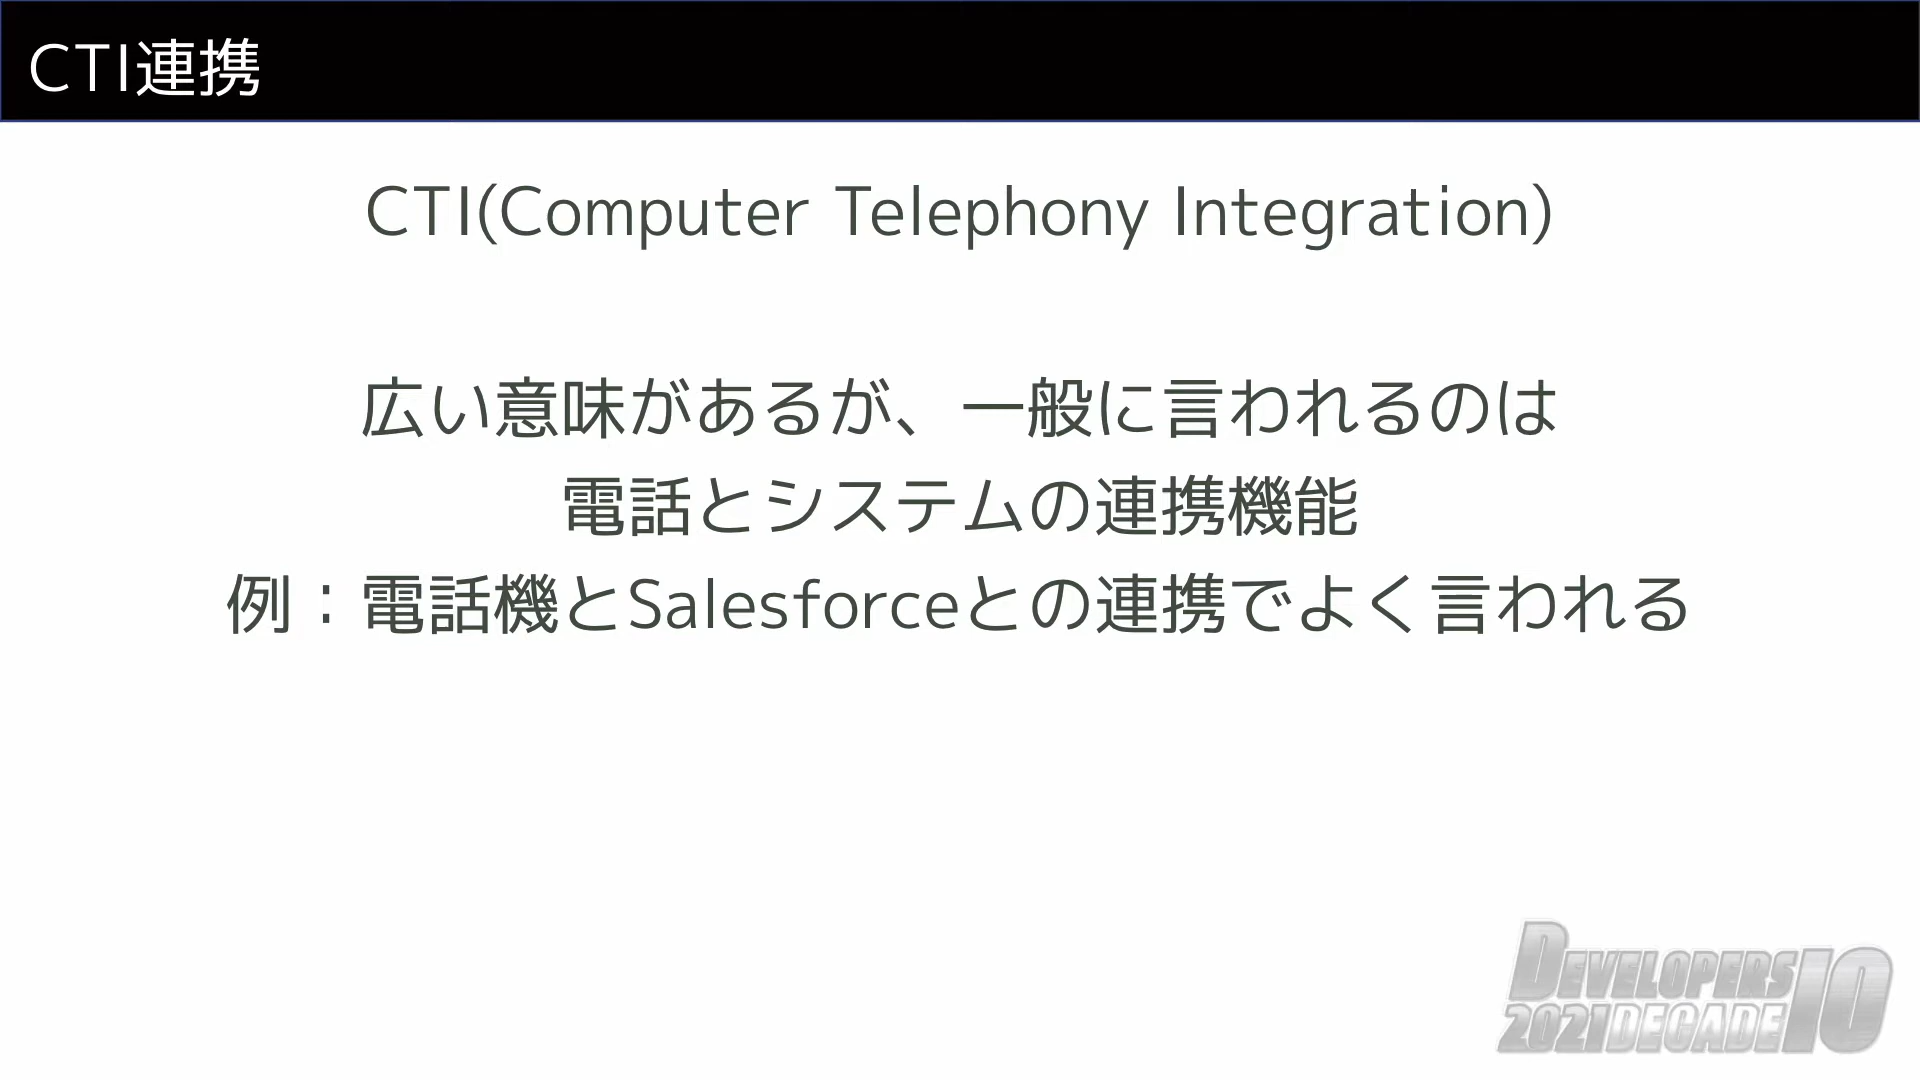 CTI連携
CTI(Computer Telephony Integration)
広い意味があるが、一般に言われるのは
電話とシステムの連携機能
例：電話機とSalesforceとの連携でよく言われる
DEVELOPERS
2021 DECADE 10